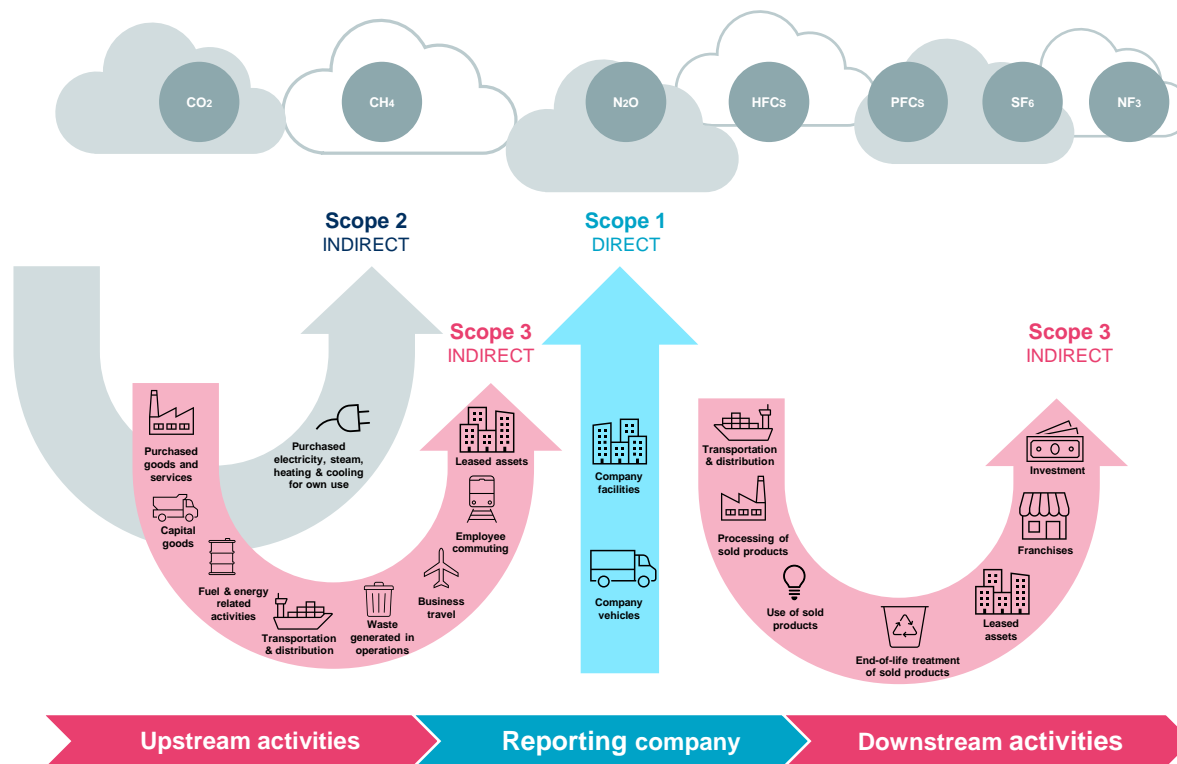 CO₂
CH₄
N₂O
HFCs
PFCs
SF₆
NF₃
Scope 2
INDIRECT
Scope 1
DIRECT
Scope 3
INDIRECT
Scope 3
INDIRECT
Purchased
goods and
services
Capital
goods
Fuel & energy
related
activities
Transportation
& distribution
Waste
generated in
operations
Business
travel
Employee
commuting
Leased assets
Purchased
electricity, steam,
heating & cooling
for own use
Company
facilities
Company
vehicles
Transportation
& distribution
Processing of
sold products
Use of sold
products
End-of-life treatment
of sold products
Leased
assets
Franchises
Investment
Upstream activities
Reporting company
Downstream activities